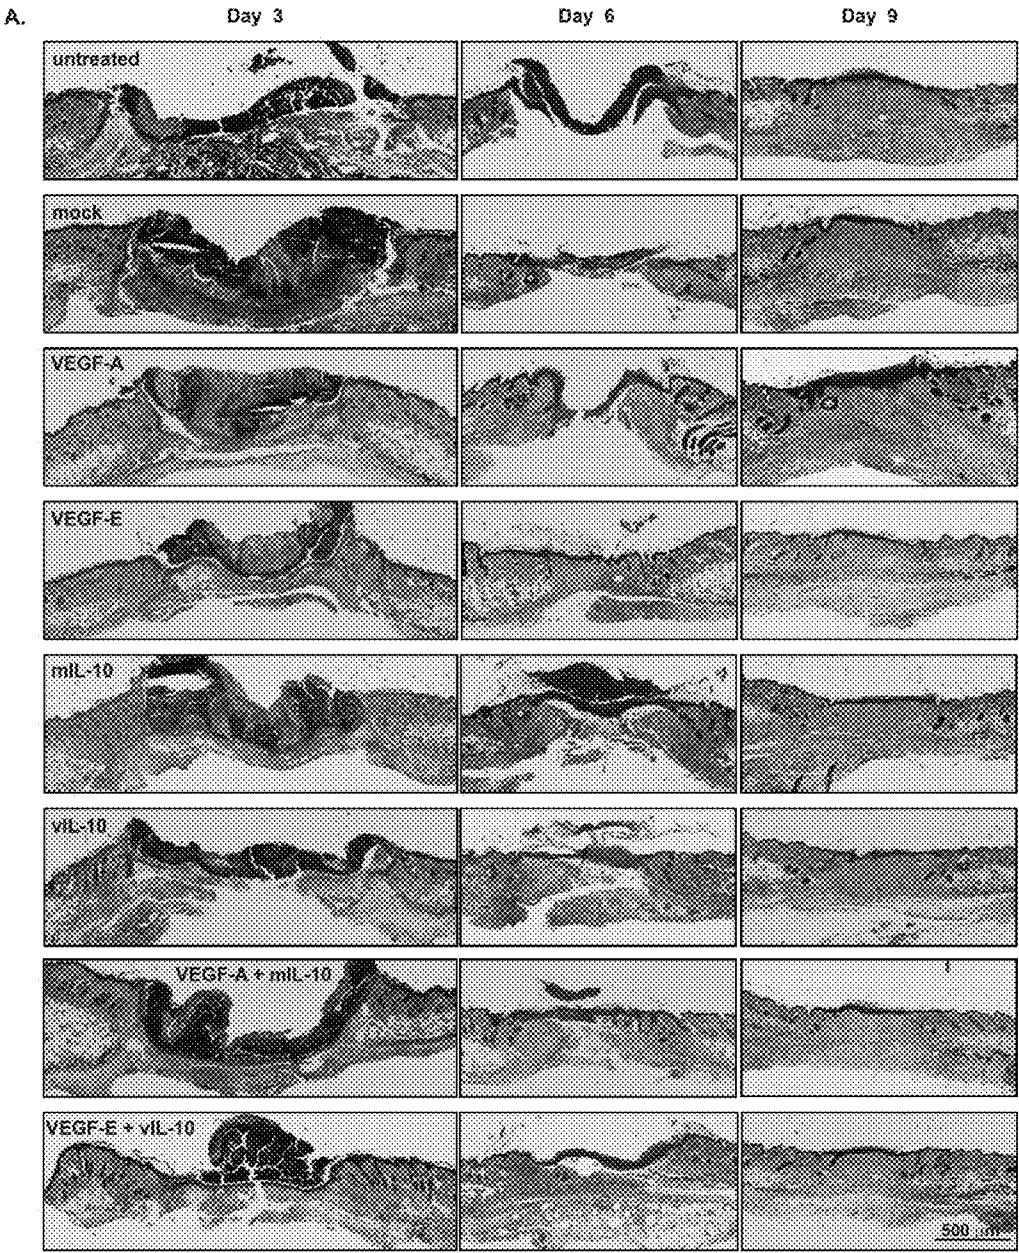 A.
Day 3
Day 6
Day 9
untreated
mock
VEGF-A
VEGF-E
mIL-10
vIL-10
VEGF-A + mIL-10
VEGF-E + vIL-10
500 µm